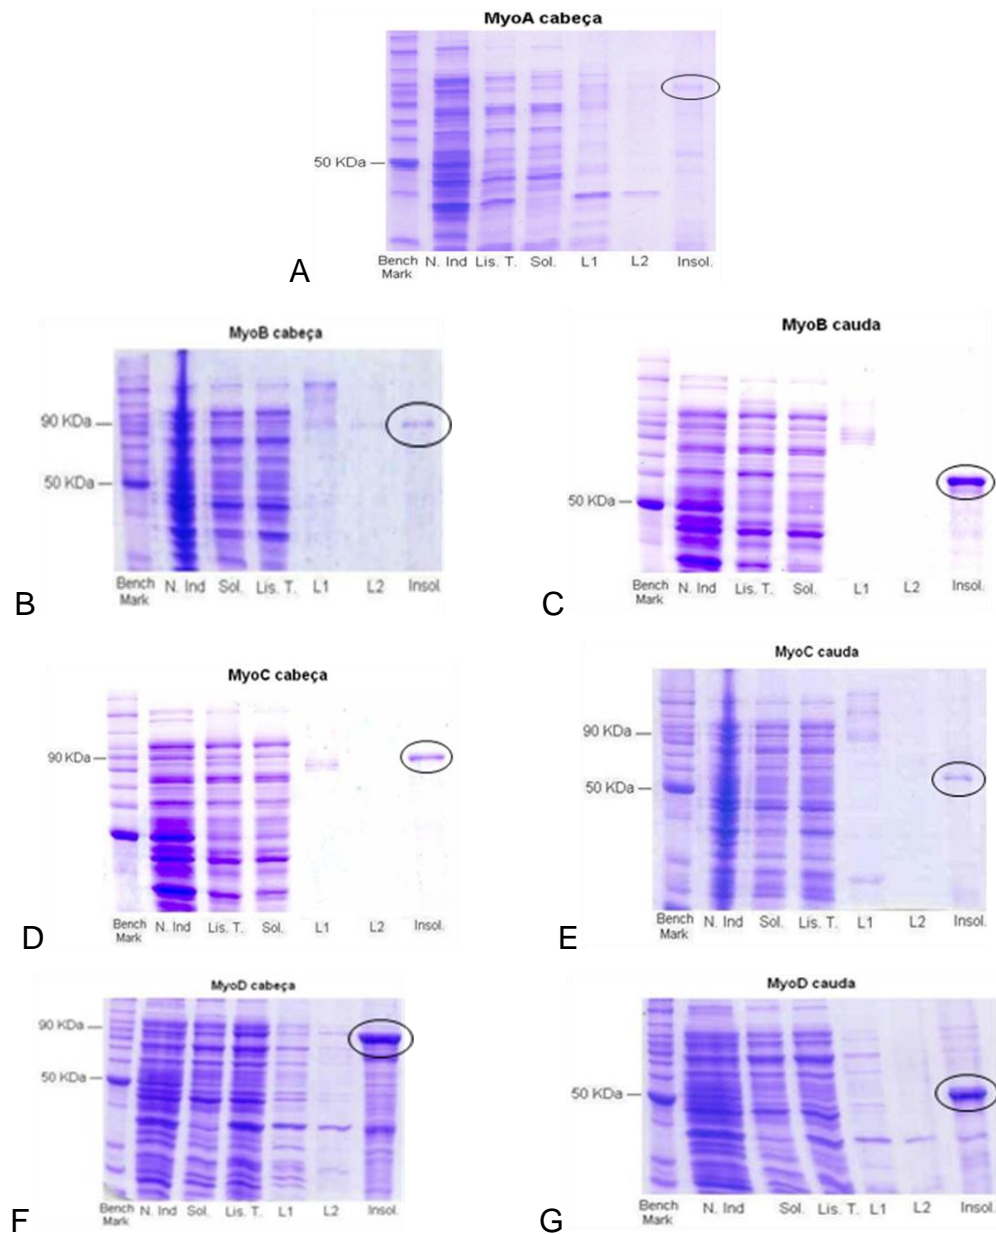 MyoA cabeça
50 KDa
Bench Mark N. Ind Lis. T. Sol. L1 L2 Insol.
A
MyoB cabeça
90 KDa
50 KDa
Bench Mark N. Ind Sol. Lis. T. L1 L2 Insol.
B
MyoB cauda
50 KDa
Bench Mark N. Ind Lis. T. Sol. L1 L2 Insol.
C
MyoC cabeça
90 KDa
Bench Mark N. Ind Lis. T. Sol. L1 L2 Insol.
D
MyoC cauda
90 KDa
50 KDa
Bench Mark N. Ind Sol. Lis. T. L1 L2 Insol.
E
MyoD cabeça
90 KDa
50 KDa
Bench Mark N. Ind Sol. Lis. T. L1 L2 Insol.
F
MyoD cauda
50 KDa
Bench Mark N. Ind Sol. Lis. T. L1 L2 Insol.
G